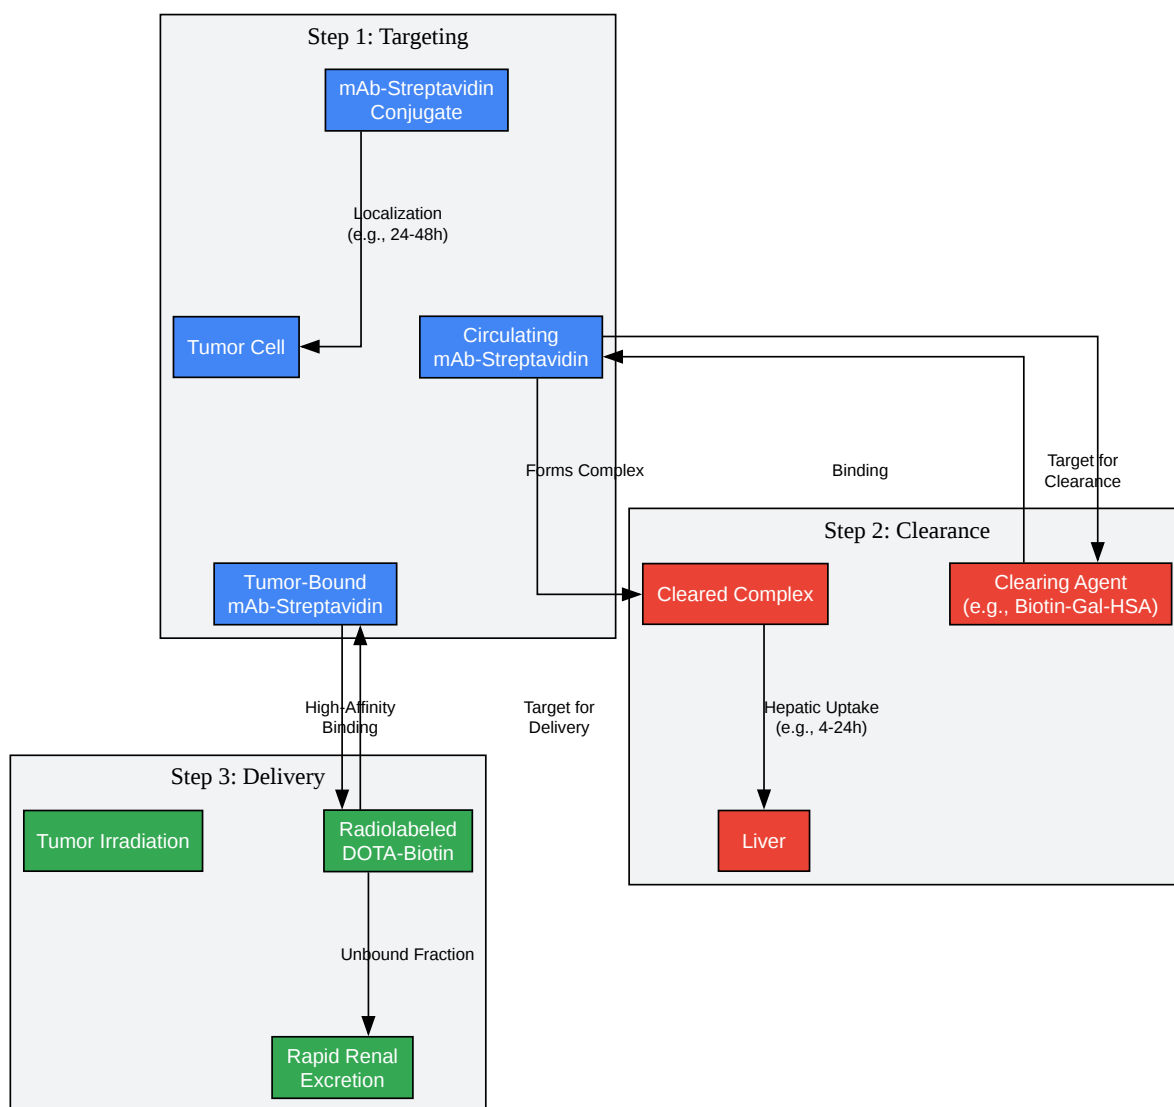 Step 1: Targeting
mAb-Streptavidin
Conjugate
Localization
(e.g., 24-48h)
Tumor Cell
Circulating
mAb-Streptavidin
Forms Complex
Binding
Target for
Clearance
Step 2: Clearance
Tumor-Bound
mAb-Streptavidin
Cleared Complex
Clearing Agent
(e.g., Biotin-Gal-HSA)
High-Affinity
Binding
Target for
Delivery
Hepatic Uptake
(e.g., 4-24h)
Step 3: Delivery
Tumor Irradiation
Radiolabeled
DOTA-Biotin
Liver
Unbound Fraction
Rapid Renal
Excretion